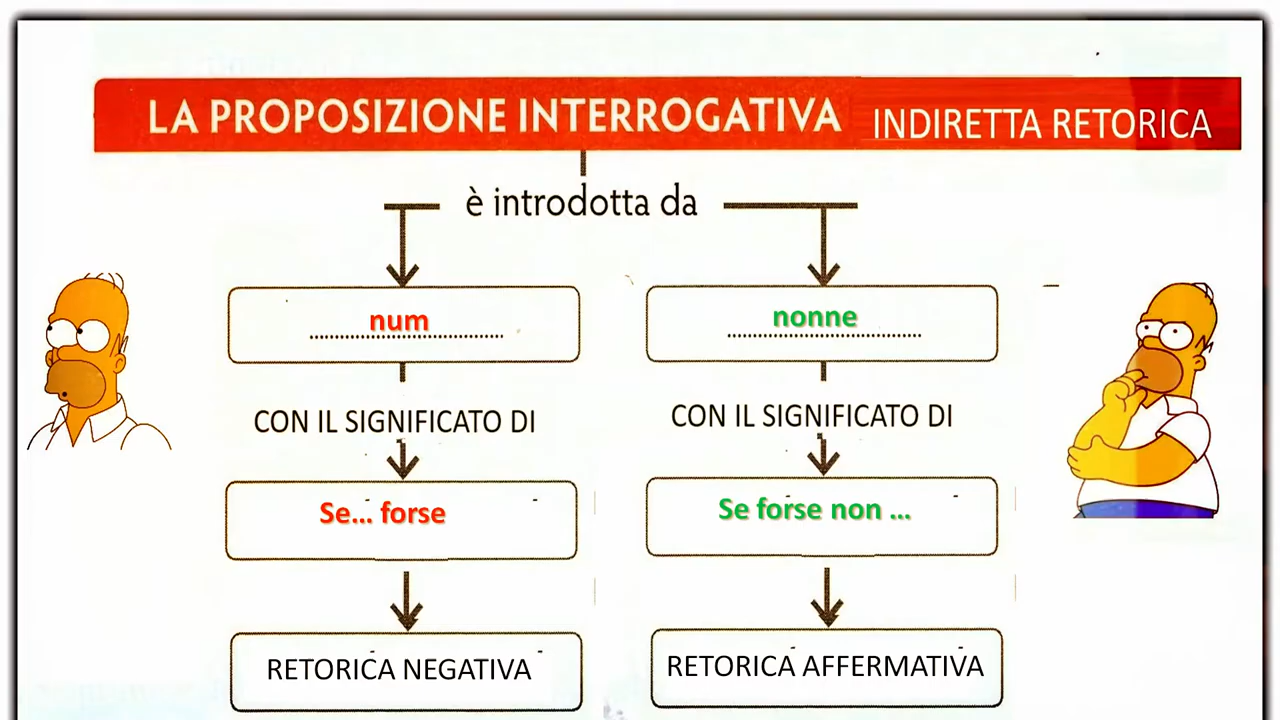 LA PROPOSIZIONE INTERROGATIVA INDIRETTA RETORICA
è introdotta da
num
nonne
CON IL SIGNIFICATO DI
CON IL SIGNIFICATO DI
Se... forse
Se forse non ...
RETORICA NEGATIVA
RETORICA AFFERMATIVA